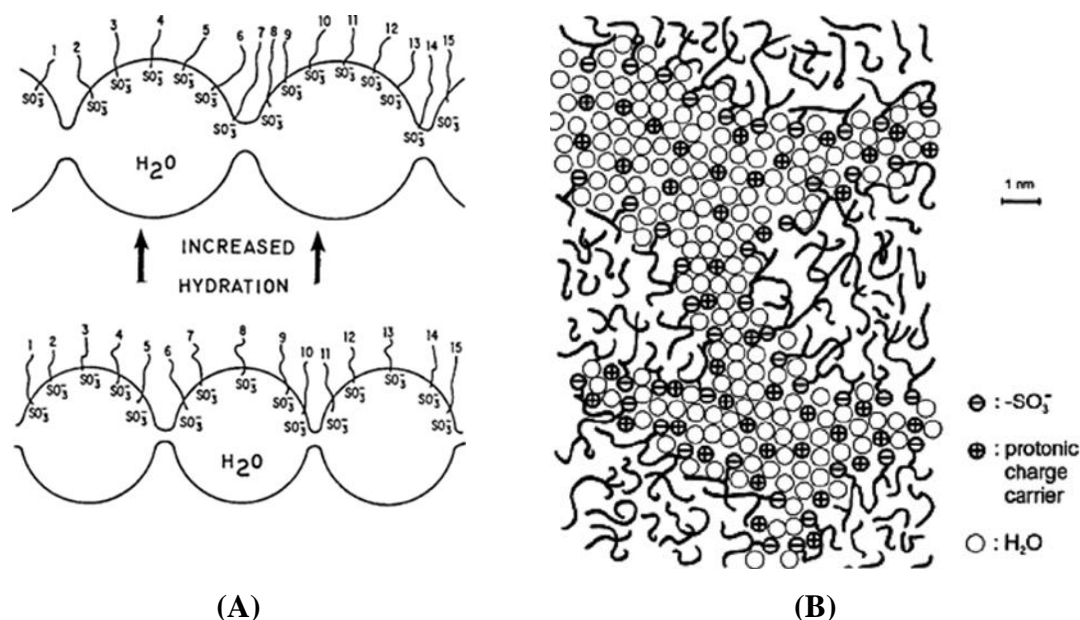 1 2 3 4 5 6 7 8 9 10 11 12 13 14 15
SO₃⁻ SO₃⁻ SO₃⁻ SO₃⁻ SO₃⁻ SO₃⁻ SO₃⁻ SO₃⁻ SO₃⁻ SO₃⁻ SO₃⁻ SO₃⁻ SO₃⁻ SO₃⁻ SO₃⁻
H₂O
INCREASED
HYDRATION
1 2 3 4 5 6 7 8 9 10 11 12 13 14 15
SO₃⁻ SO₃⁻ SO₃⁻ SO₃⁻ SO₃⁻ SO₃⁻ SO₃⁻ SO₃⁻ SO₃⁻ SO₃⁻ SO₃⁻ SO₃⁻ SO₃⁻ SO₃⁻ SO₃⁻
H₂O
(A)
1 nm
⊖ : -SO₃⁻
⊕ : protonic
charge
carrier
○ : H₂O
(B)